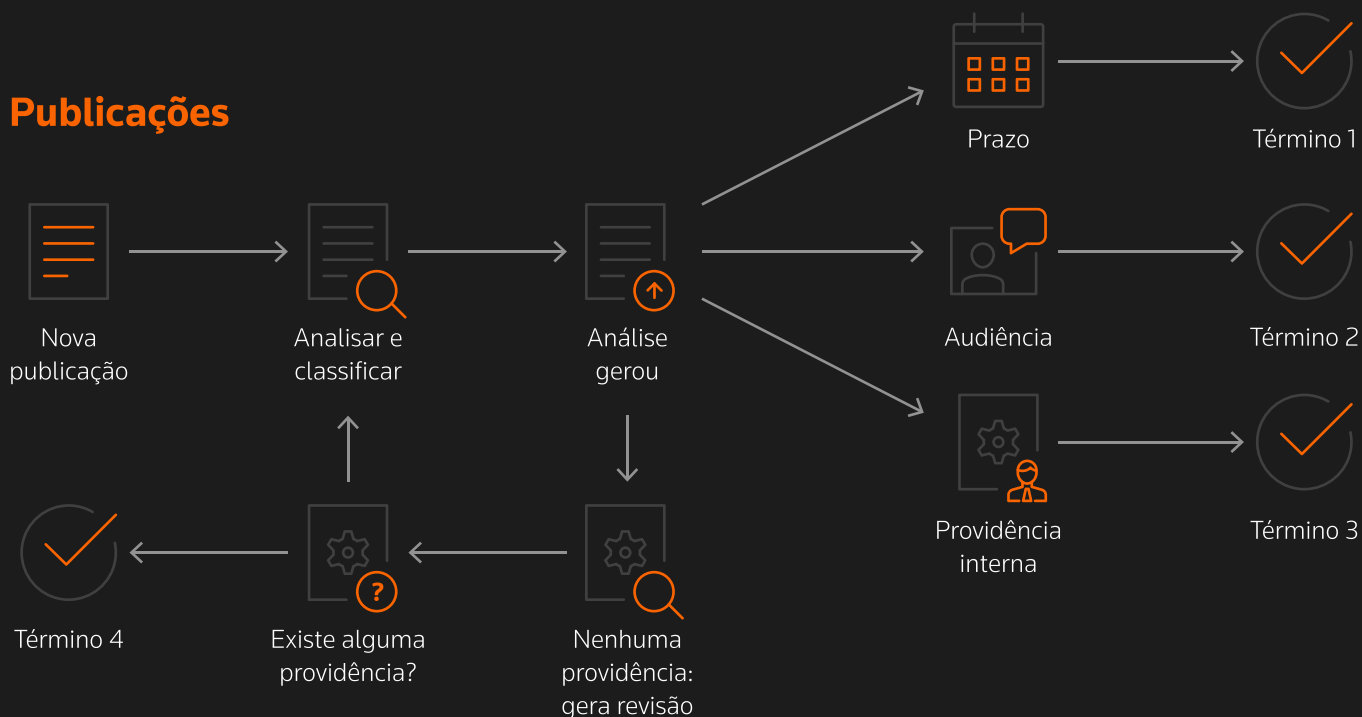 Publicações
Prazo
Término 1
Nova
publicação
Analisar e
classificar
Análise
gerou
Audiência
Término 2
Providência
interna
Término 3
Término 4
Existe alguma
providência?
?
Nenhuma
providência:
gera revisão